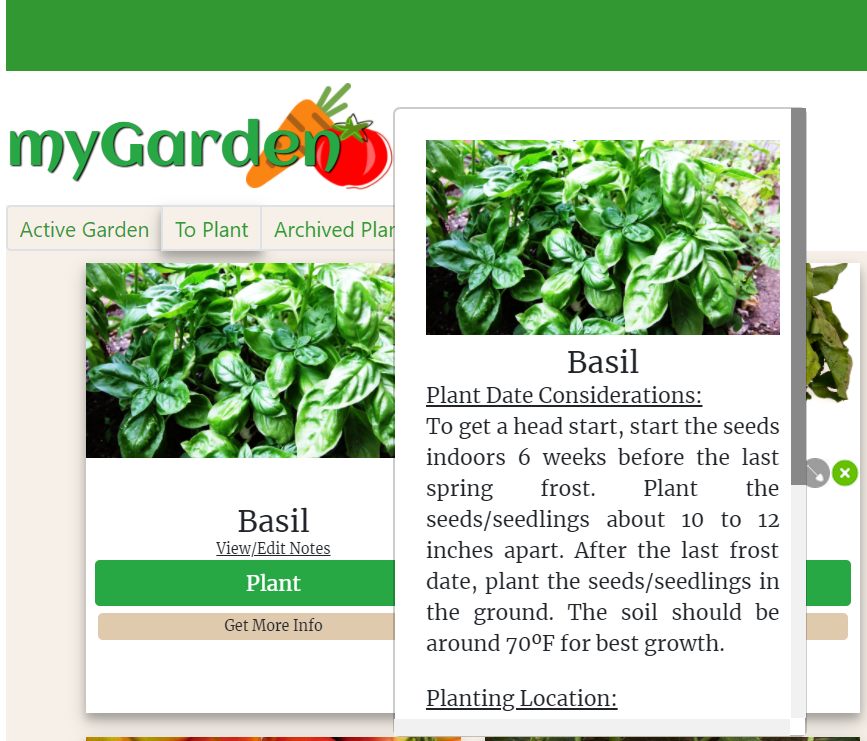 myGarden
Active Garden
To Plant
Archived Plan
Basil
View/Edit Notes
Plant
Get More Info
Basil
Plant Date Considerations:
To get a head start, start the seeds
indoors 6 weeks before the last
spring frost. Plant the
seeds/seedlings about 10 to 12
inches apart. After the last frost
date, plant the seeds/seedlings in
the ground. The soil should be
around 70ºF for best growth.
Planting Location: